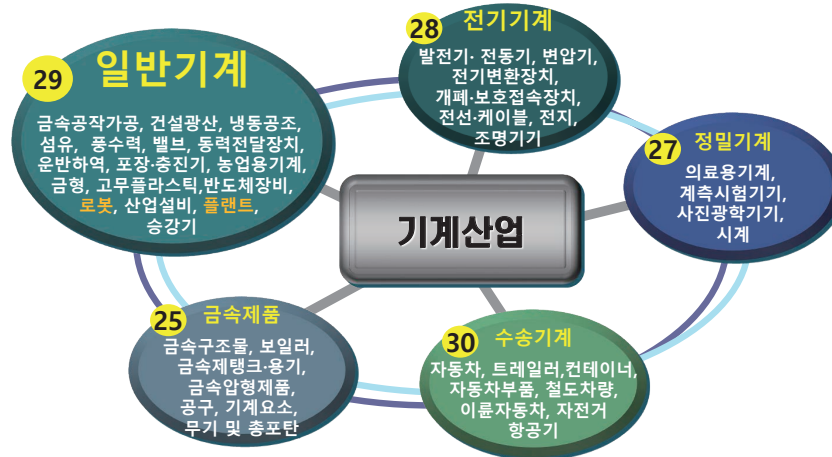 29
일반기계
금속공작가공, 건설광산, 냉동공조,
섬유, 풍수력, 밸브, 동력전달장치,
운반하역, 포장·충진기, 농업용기계,
금형, 고무플라스틱,반도체장비,
로봇, 산업설비, 플랜트,
승강기
28
전기기계
발전기· 전동기, 변압기,
전기변환장치,
개폐·보호접속장치,
전선·케이블, 전지,
조명기기
27
정밀기계
의료용기계,
계측시험기기,
사진광학기기,
시계
기계산업
25
금속제품
금속구조물, 보일러,
금속제탱크·용기,
금속압형제품,
공구, 기계요소,
무기 및 총포탄
30
수송기계
자동차, 트레일러,컨테이너,
자동차부품, 철도차량,
이륜자동차, 자전거
항공기